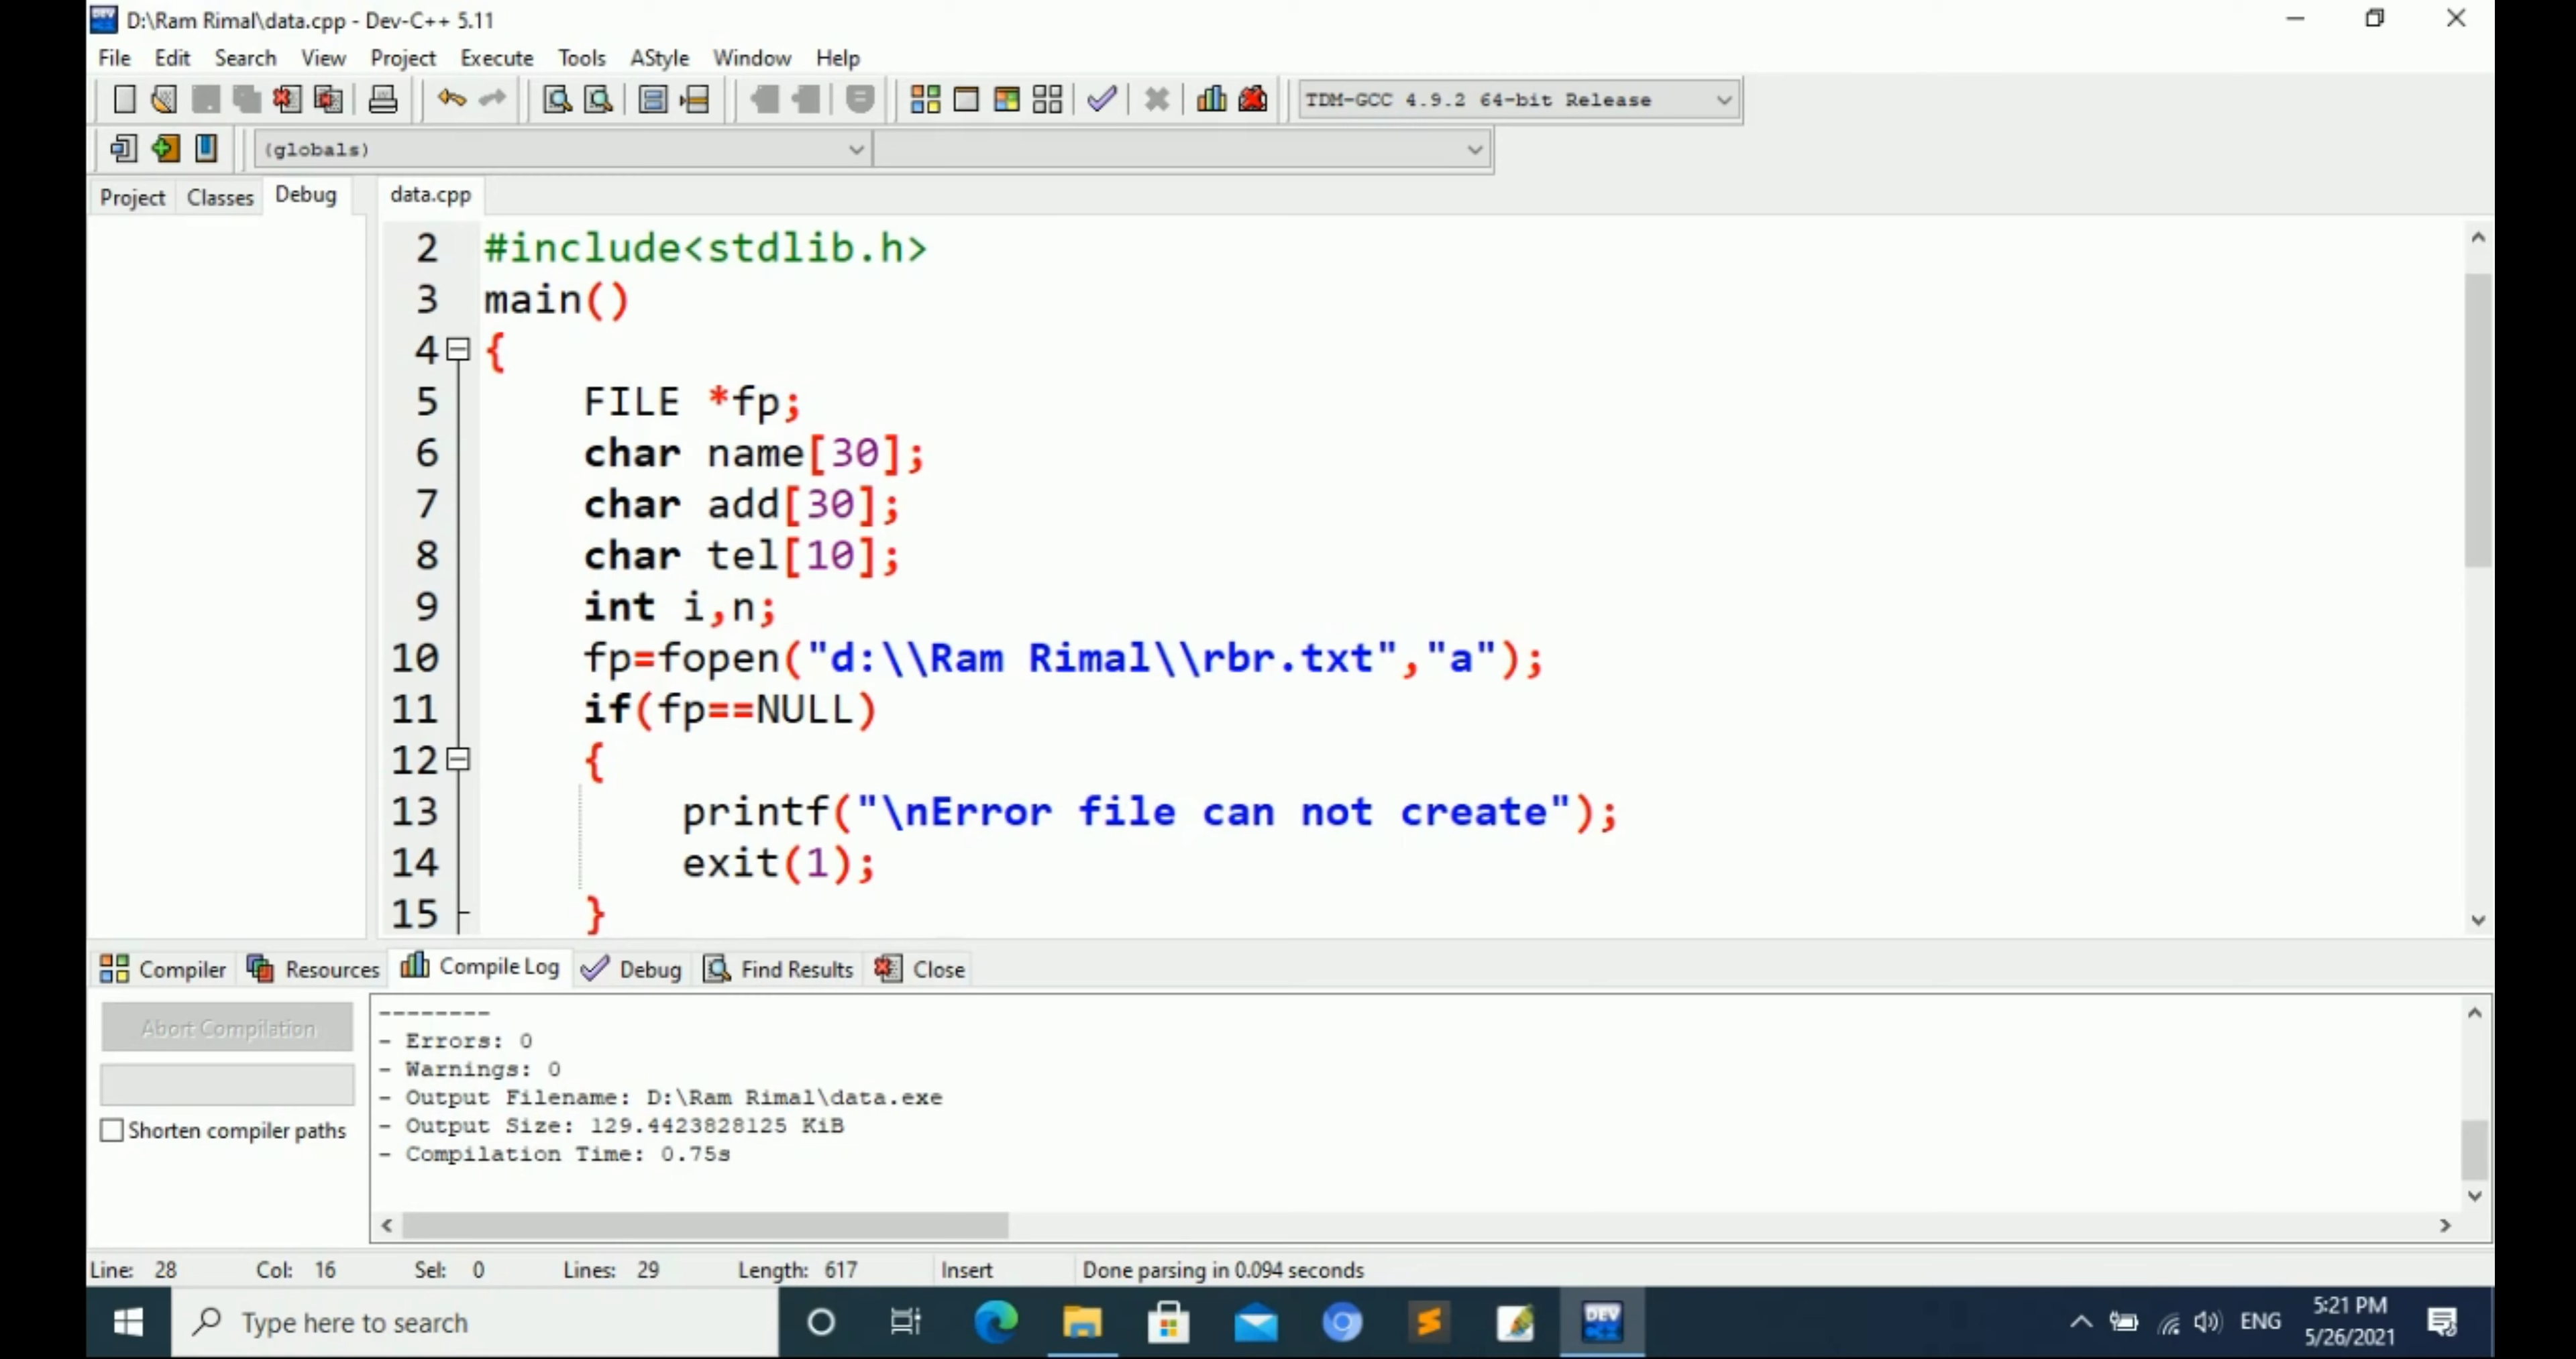 D:\Ram Rimal\data.cpp - Dev-C++ 5.11
File Edit Search View Project Execute Tools AStyle Window Help
TDM-GCC 4.9.2 64-bit Release
(globals)
Project Classes Debug data.cpp
2 #include<stdlib.h>
3 main()
4 {
5 FILE *fp;
6 char name[30];
7 char add[30];
8 char tel[10];
9 int i,n;
10 fp=fopen("d:\\Ram Rimal\\rbr.txt","a");
11 if(fp==NULL)
12 {
13 printf("\nError file can not create");
14 exit(1);
15 }
Compiler Resources Compile Log Debug Find Results Close
Abort Compilation
Shorten compiler paths
--------
- Errors: 0
- Warnings: 0
- Output Filename: D:\Ram Rimal\data.exe
- Output Size: 129.4423828125 KiB
- Compilation Time: 0.75s
Line: 28 Col: 16 Sel: 0 Lines: 29 Length: 617 Insert Done parsing in 0.094 seconds
Type here to search
DEV
ENG
5:21 PM
5/26/2021